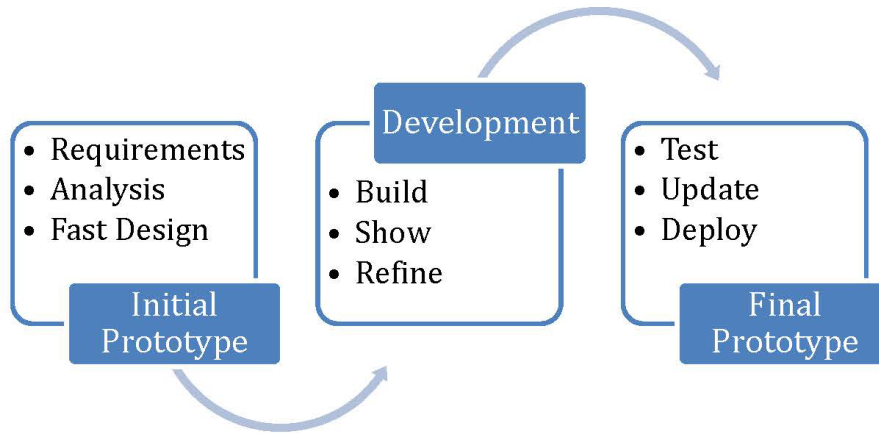 • Requirements
• Analysis
• Fast Design
Initial
Prototype
Development
• Build
• Show
• Refine
• Test
• Update
• Deploy
Final
Prototype